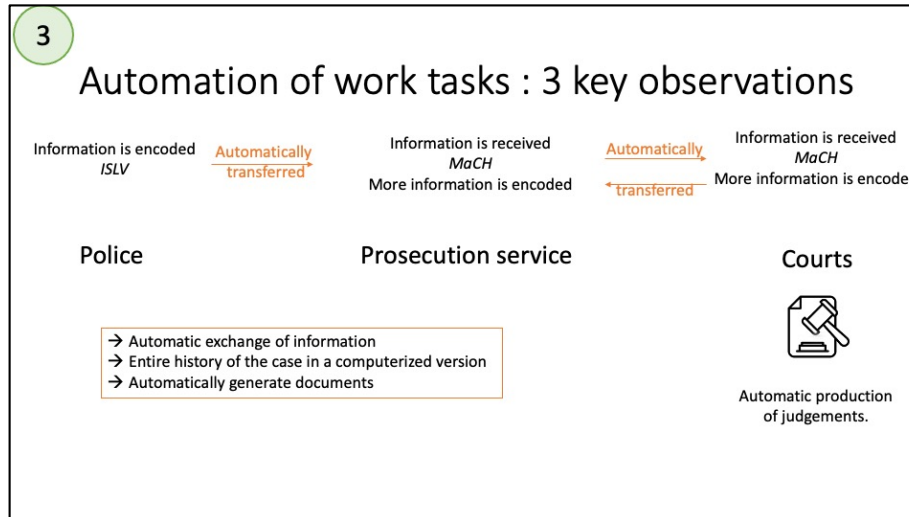 3
Automation of work tasks : 3 key observations
Information is encoded
ISLV
Automatically
transferred
Information is received
MaCH
More information is encoded
Automatically
transferred
Information is received
MaCH
More information is encode
Police
Prosecution service
Courts
→ Automatic exchange of information
→ Entire history of the case in a computerized version
→ Automatically generate documents
Automatic production
of judgements.